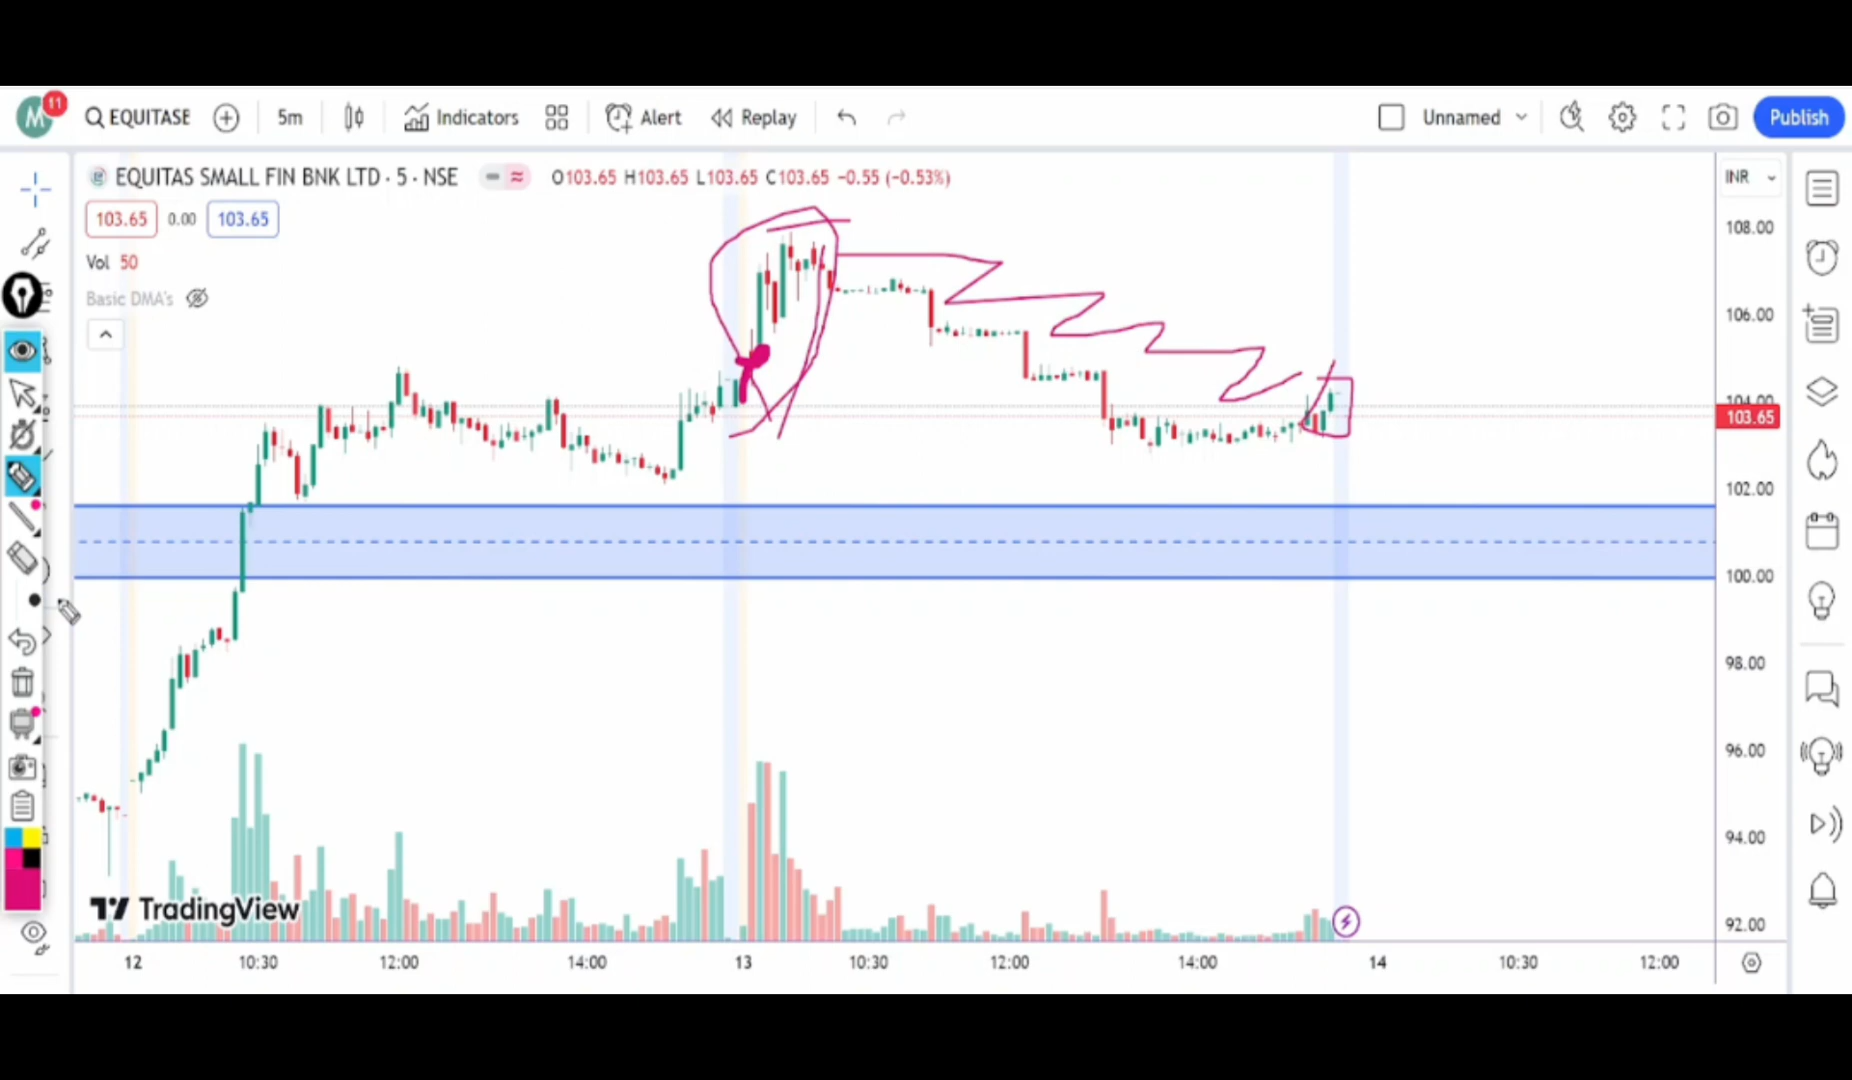 M 11 EQUITASE 5m Indicators Alert Replay Unnamed Publish
EQUITAS SMALL FIN BNK LTD · 5 · NSE O103.65 H103.65 L103.65 C103.65 −0.55 (−0.53%) INR
103.65 0.00 103.65
108.00
Vol 50
Basic DMA's
106.00
104.00
103.65
102.00
100.00
98.00
96.00
94.00
TradingView
92.00
12 10:30 12:00 14:00 13 10:30 12:00 14:00 14 10:30 12:00